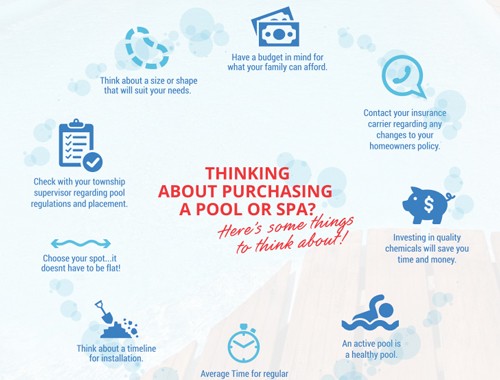 Have a budget in mind for
what your family can afford.
Think about a size or shape
that will suit your needs.
Contact your insurance
carrier regarding any
changes to your
homeowners policy.
Check with your township
supervisor regarding pool
regulations and placement.
THINKING
ABOUT PURCHASING
A POOL OR SPA?
Here's some things
to think about!
$
Investing in quality
chemicals will save you
time and money.
Choose your spot...it
doesnt have to be flat!
Think about a timeline
for installation.
An active pool is
a healthy pool.
Average Time for regular